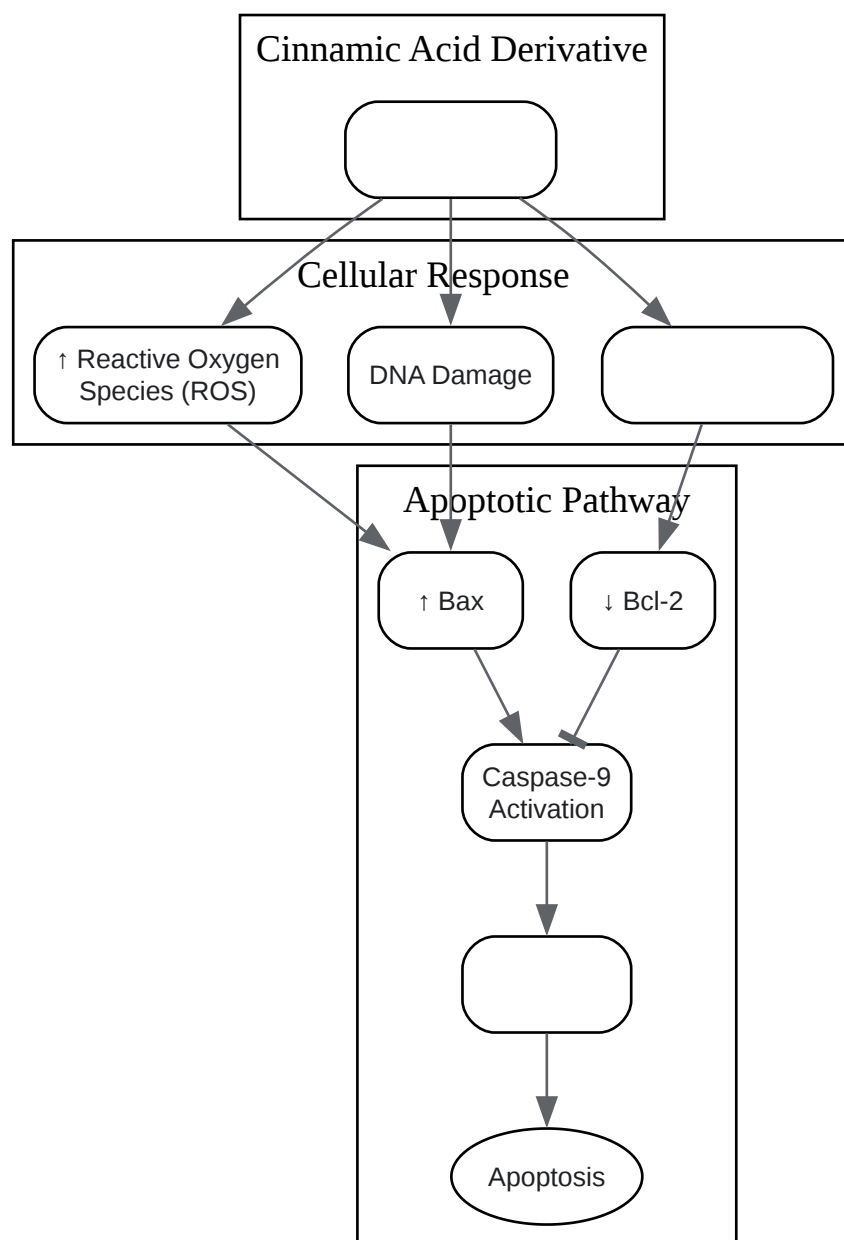 Cinnamic Acid Derivative
Cellular Response
↑ Reactive Oxygen
Species (ROS)
DNA Damage
Apoptotic Pathway
↑ Bax
↓ Bcl-2
Caspase-9
Activation
Apoptosis